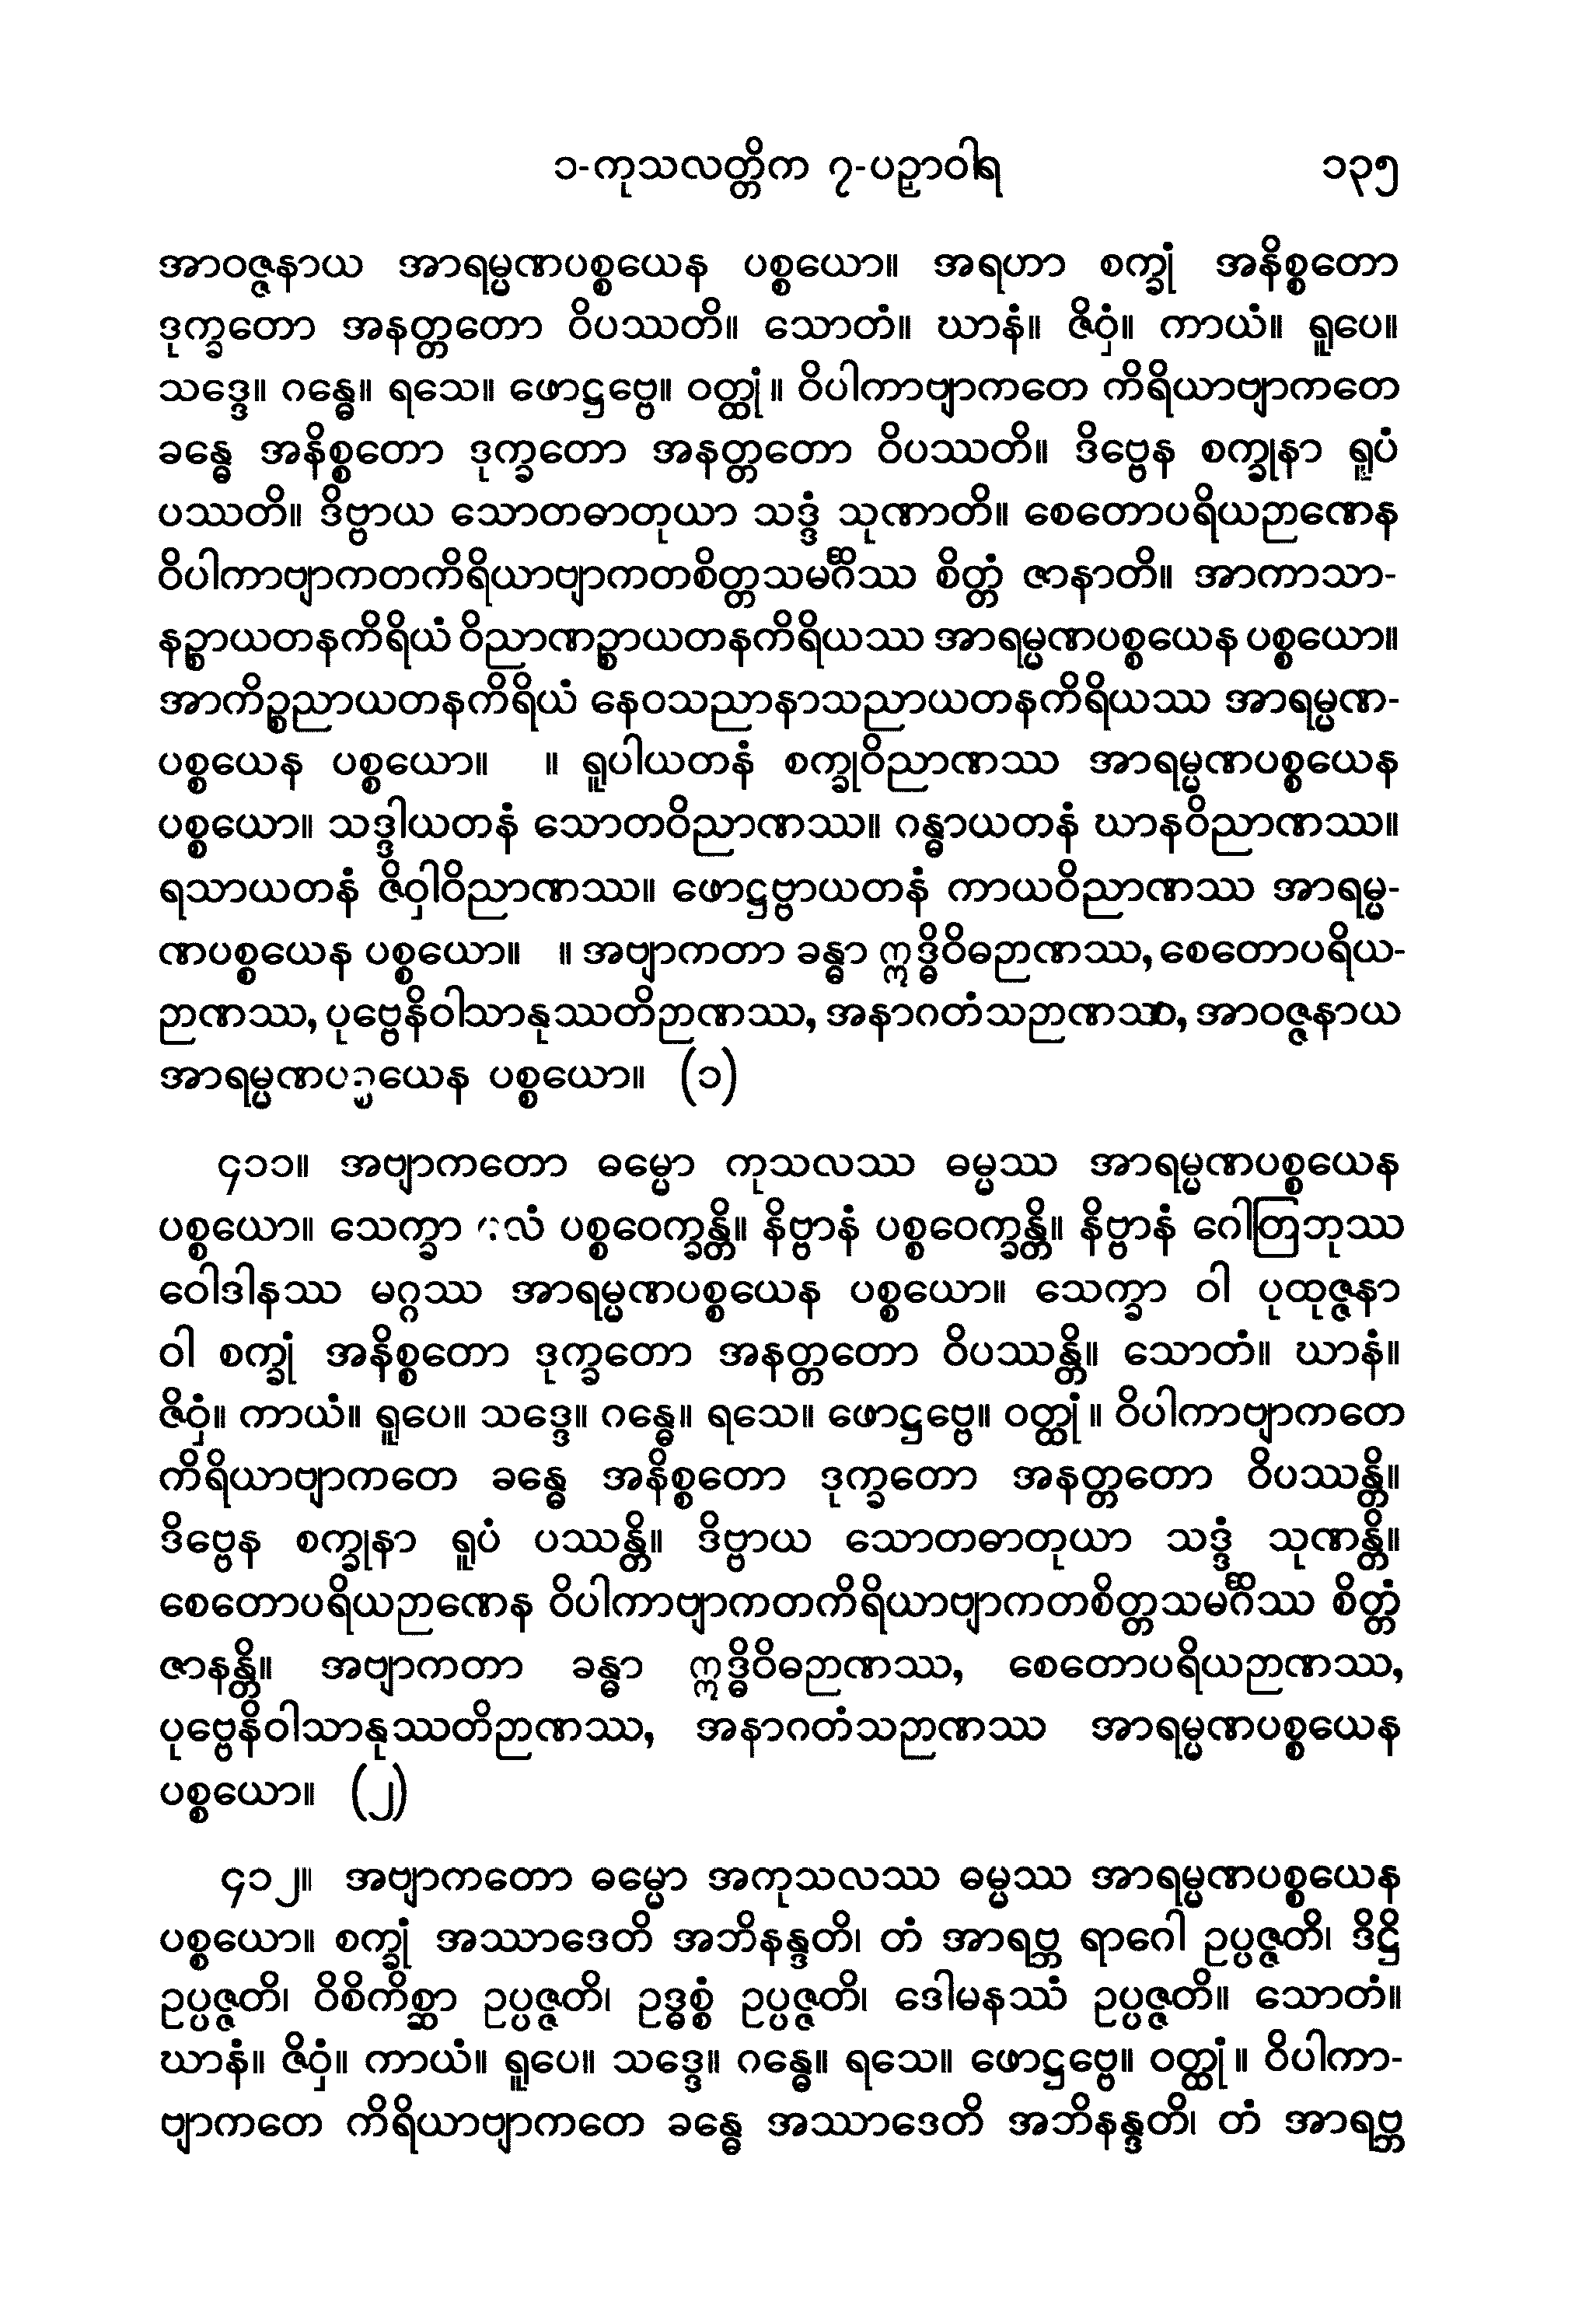 ၁-ကုသလတ္တိက ၇-ပဉှာဝါရ ၁၃၅
အာဝဇ္ဇနာယ အာရမ္မဏပစ္စယေန ပစ္စယော။ အရဟာ စက္ခုံ အနိစ္စတော
ဒုက္ခတော အနတ္တတော ဝိပဿတိ။ သောတံ။ ဃာနံ။ ဇိဝှံ။ ကာယံ။ ရူပေ။
သဒ္ဒေ။ ဂန္ဓေ။ ရသေ။ ဖောဋ္ဌဗ္ဗေ။ ဝတ္ထုံ။ ဝိပါကာဗျာကတေ ကိရိယာဗျာကတေ
ခန္ဓေ အနိစ္စတော ဒုက္ခတော အနတ္တတော ဝိပဿတိ။ ဒိဗ္ဗေန စက္ခုနာ ရူပံ
ပဿတိ။ ဒိဗ္ဗာယ သောတဓာတုယာ သဒ္ဒံ သုဏာတိ။ စေတောပရိယဉာဏေန
ဝိပါကာဗျာကတကိရိယာဗျာကတစိတ္တသမင်္ဂိဿ စိတ္တံ ဇာနာတိ။ အာကာသာ-
နဉ္စာယတနကိရိယံ ဝိညာဏဉ္စာယတနကိရိယဿ အာရမ္မဏပစ္စယေန ပစ္စယော။
အာကိဉ္စညာယတနကိရိယံ နေဝသညာနာသညာယတနကိရိယဿ အာရမ္မဏ-
ပစ္စယေန ပစ္စယော။ ။ ရူပါယတနံ စက္ခုဝိညာဏဿ အာရမ္မဏပစ္စယေန
ပစ္စယော။ သဒ္ဒါယတနံ သောတဝိညာဏဿ။ ဂန္ဓာယတနံ ဃာနဝိညာဏဿ။
ရသာယတနံ ဇိဝှါဝိညာဏဿ။ ဖောဋ္ဌဗ္ဗာယတနံ ကာယဝိညာဏဿ အာရမ္မ-
ဏပစ္စယေန ပစ္စယော။ ။ အဗျာကတာ ခန္ဓာ ဣဒ္ဓိဝိဓဉာဏဿ, စေတောပရိယ-
ဉာဏဿ, ပုဗ္ဗေနိဝါသာနုဿတိဉာဏဿ, အနာဂတံသဉာဏဿ, အာဝဇ္ဇနာယ
အာရမ္မဏပစ္စယေန ပစ္စယော။ (၁)
၄၁၁။ အဗျာကတော ဓမ္မော ကုသလဿ ဓမ္မဿ အာရမ္မဏပစ္စယေန
ပစ္စယော။ သေက္ခာ ပစ္စဝေက္ခန္တိ။ နိဗ္ဗာနံ ပစ္စဝေက္ခန္တိ။ နိဗ္ဗာနံ ဂေါတြဘုဿ
ဝေါဒါနဿ မဂ္ဂဿ အာရမ္မဏပစ္စယေန ပစ္စယော။ သေက္ခာ ဝါ ပုထုဇ္ဇနာ
ဝါ စက္ခုံ အနိစ္စတော ဒုက္ခတော အနတ္တတော ဝိပဿန္တိ။ သောတံ။ ဃာနံ။
ဇိဝှံ။ ကာယံ။ ရူပေ။ သဒ္ဒေ။ ဂန္ဓေ။ ရသေ။ ဖောဋ္ဌဗ္ဗေ။ ဝတ္ထုံ။ ဝိပါကာဗျာကတေ
ကိရိယာဗျာကတေ ခန္ဓေ အနိစ္စတော ဒုက္ခတော အနတ္တတော ဝိပဿန္တိ။
ဒိဗ္ဗေန စက္ခုနာ ရူပံ ပဿန္တိ။ ဒိဗ္ဗာယ သောတဓာတုယာ သဒ္ဒံ သုဏန္တိ။
စေတောပရိယဉာဏေန ဝိပါကာဗျာကတကိရိယာဗျာကတစိတ္တသမင်္ဂိဿ စိတ္တံ
ဇာနန္တိ။ အဗျာကတာ ခန္ဓာ ဣဒ္ဓိဝိဓဉာဏဿ, စေတောပရိယဉာဏဿ,
ပုဗ္ဗေနိဝါသာနုဿတိဉာဏဿ, အနာဂတံသဉာဏဿ အာရမ္မဏပစ္စယေန
ပစ္စယော။ (၂)
၄၁၂။ အဗျာကတော ဓမ္မော အကုသလဿ ဓမ္မဿ အာရမ္မဏပစ္စယေန
ပစ္စယော။ စက္ခုံ အဿာဒေတိ အဘိနန္ဒတိ၊ တံ အာရဗ္ဘ ရာဂေါ ဥပ္ပဇ္ဇတိ၊ ဒိဋ္ဌိ
ဥပ္ပဇ္ဇတိ၊ ဝိစိကိစ္ဆာ ဥပ္ပဇ္ဇတိ၊ ဥဒ္ဓစ္စံ ဥပ္ပဇ္ဇတိ၊ ဒေါမနဿံ ဥပ္ပဇ္ဇတိ။ သောတံ။
ဃာနံ။ ဇိဝှံ။ ကာယံ။ ရူပေ။ သဒ္ဒေ။ ဂန္ဓေ။ ရသေ။ ဖောဋ္ဌဗ္ဗေ။ ဝတ္ထုံ။ ဝိပါကာ-
ဗျာကတေ ကိရိယာဗျာကတေ ခန္ဓေ အဿာဒေတိ အဘိနန္ဒတိ၊ တံ အာရဗ္ဘ